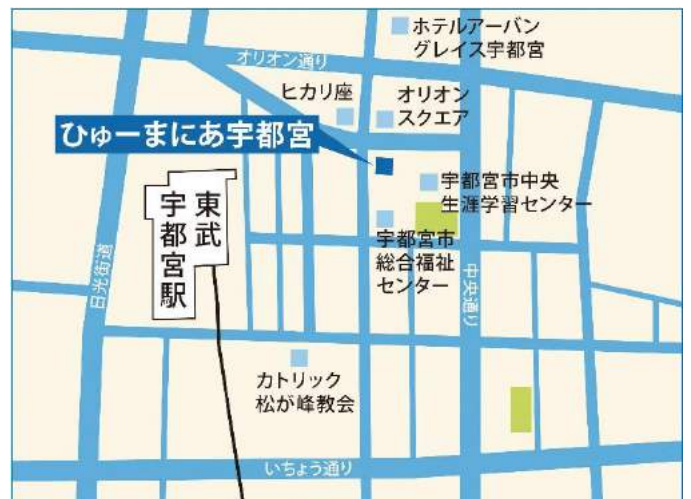 ホテルアーバン
グレイス宇都宮
オリオン通り
ヒカリ座
オリオン
スクエア
ひゅーまにあ宇都宮
宇都宮市中央
生涯学習センター
東武
宇都宮駅
宇都宮市
総合福祉
センター
日光街道
中央通り
カトリック
松が峰教会
いちょう通り